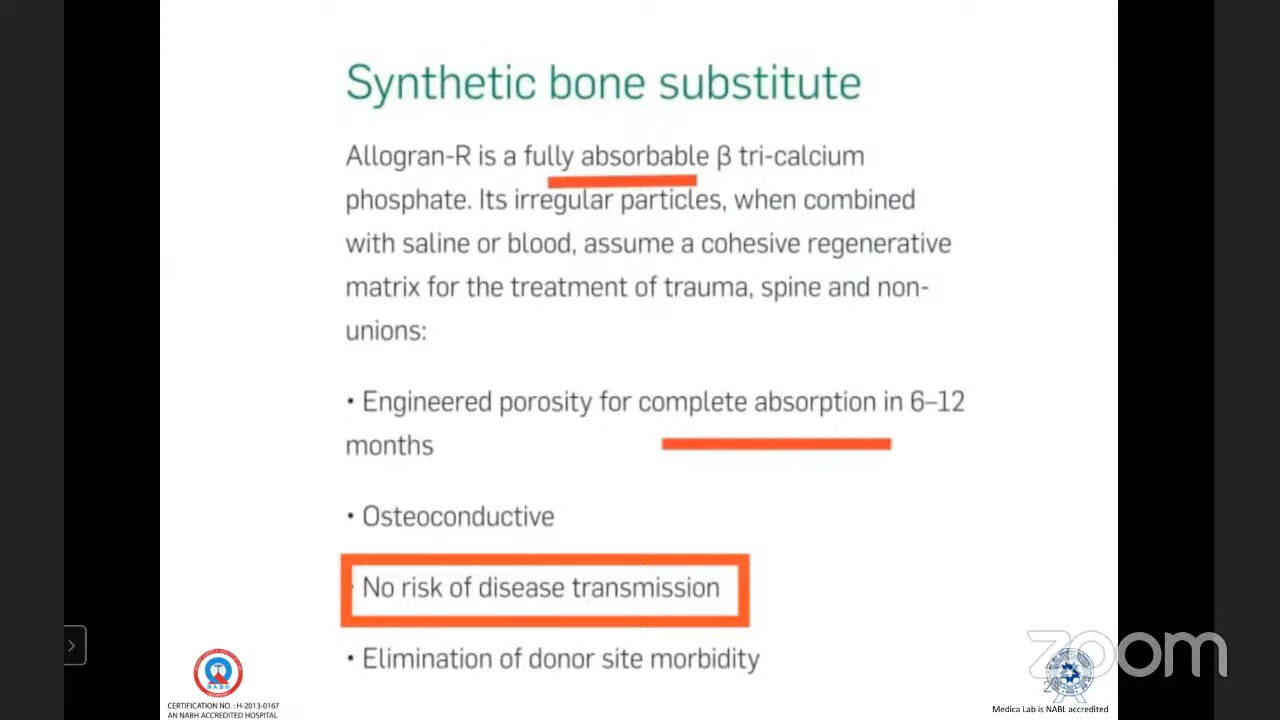 Synthetic bone substitute
Allogran-R is a fully absorbable β tri-calcium
phosphate. Its irregular particles, when combined
with saline or blood, assume a cohesive regenerative
matrix for the treatment of trauma, spine and non-
unions:
• Engineered porosity for complete absorption in 6–12
months
• Osteoconductive
No risk of disease transmission
• Elimination of donor site morbidity
NABH
CERTIFICATION NO. : H-2013-0167
AN NABH ACCREDITED HOSPITAL
zoom
Medica Lab is NABL accredited